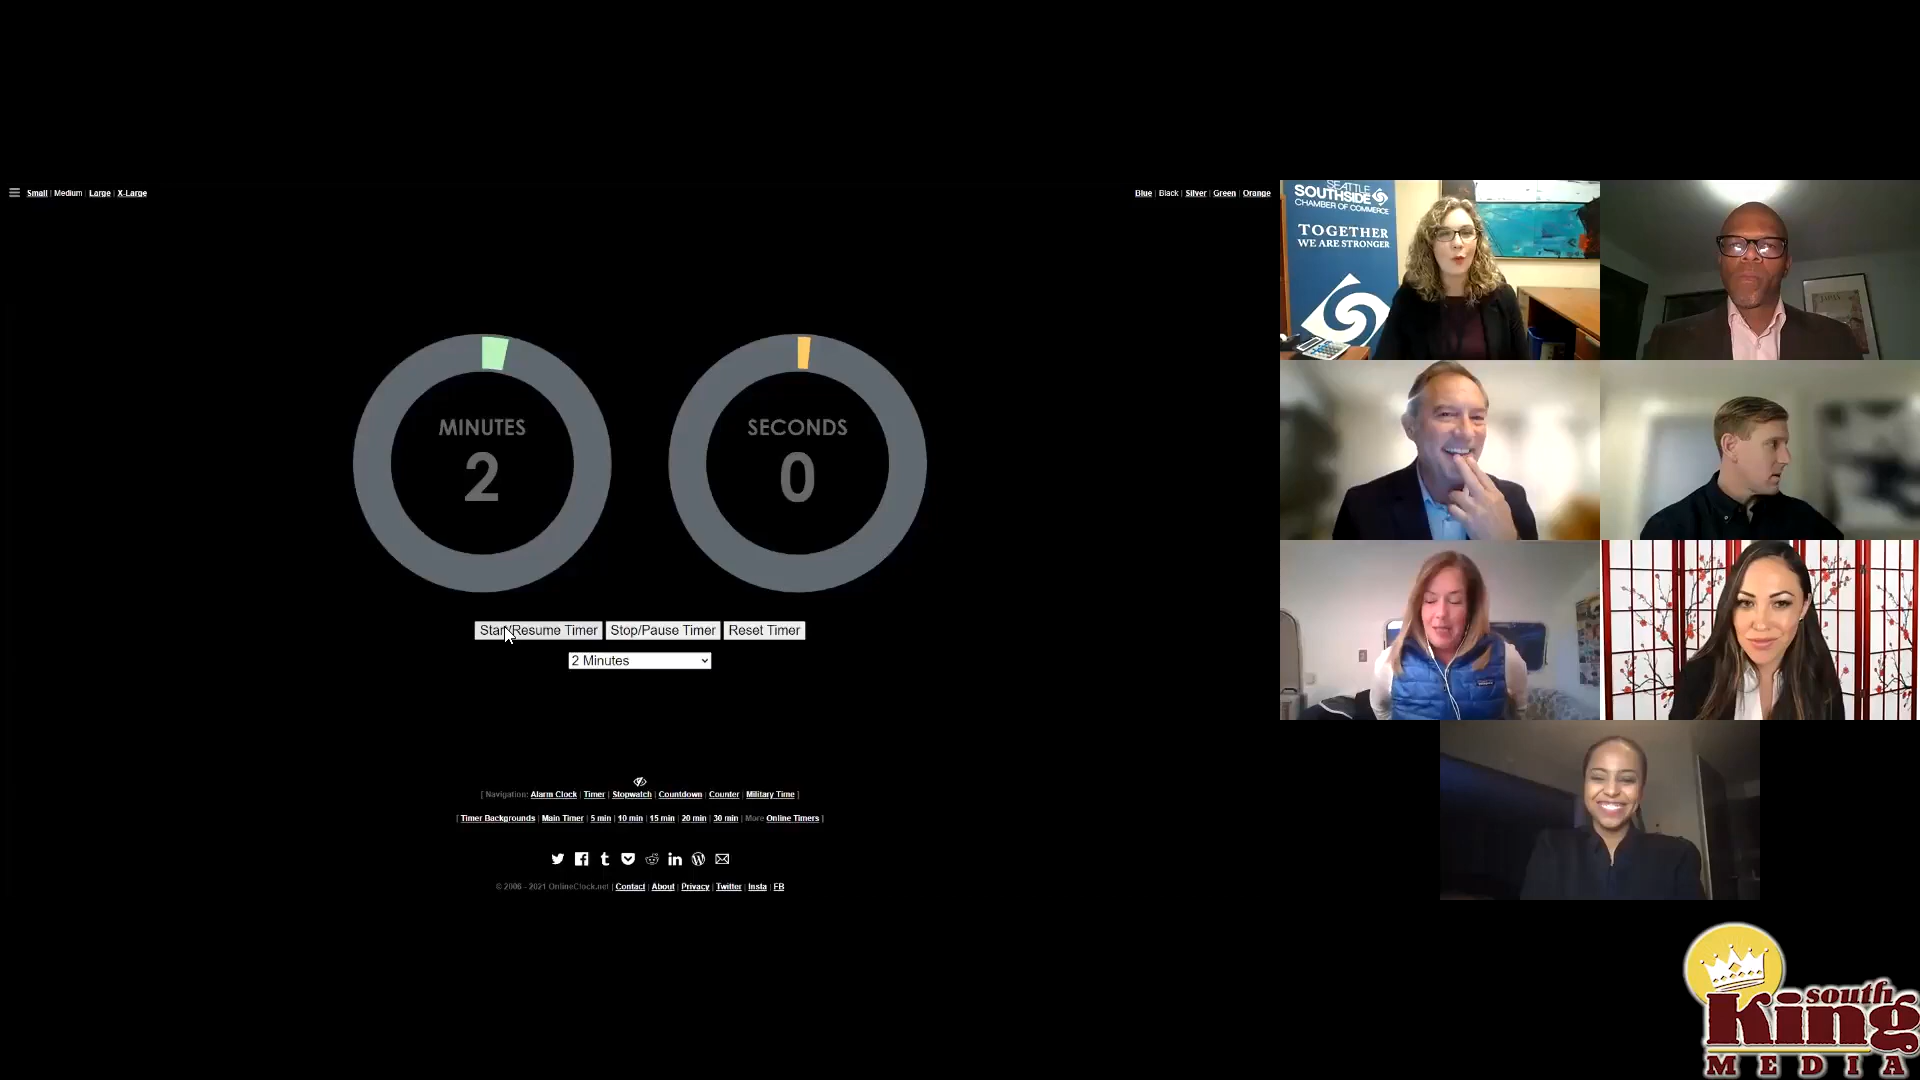 Small | Medium | Large | X-Large
Blue | Black | Silver | Green | Orange
MINUTES
2
SECONDS
0
Start/Resume Timer
Stop/Pause Timer
Reset Timer
2 Minutes
[ Navigation: Alarm Clock | Timer | Stopwatch | Countdown | Counter | Military Time ]
[ Timer Backgrounds | Main Timer | 5 min | 10 min | 15 min | 20 min | 30 min | More Online Timers ]
© 2006 - 2021 OnlineClock.net | Contact | About | Privacy | Twitter | Insta | FB
SEATTLE
SOUTHSIDE
CHAMBER OF COMMERCE
TOGETHER
WE ARE STRONGER
JAPAN
south
King
MEDIA